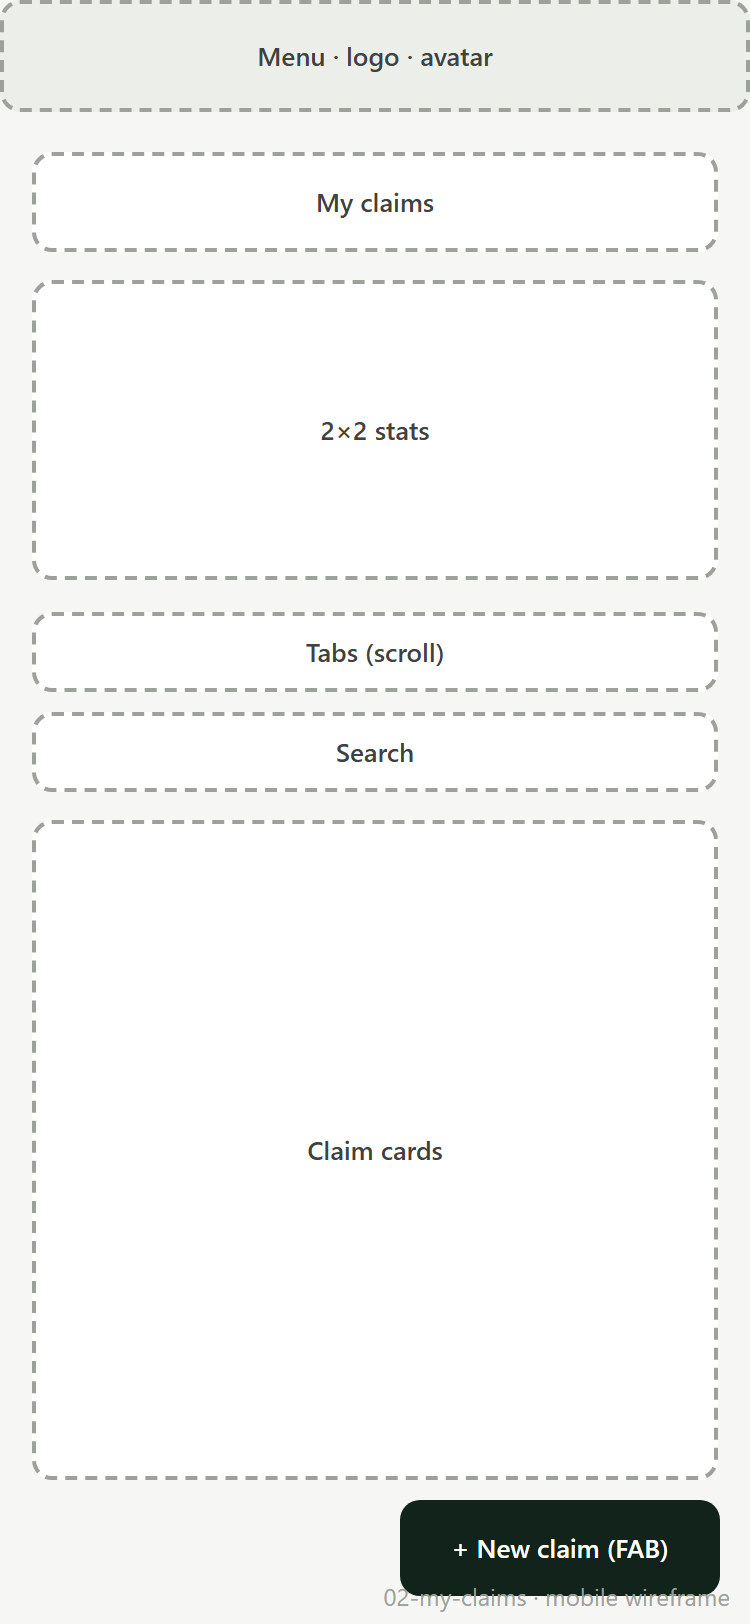 Menu · logo · avatar
My claims
2×2 stats
Tabs (scroll)
Search
Claim cards
+ New claim (FAB)
02-my-claims · mobile wireframe